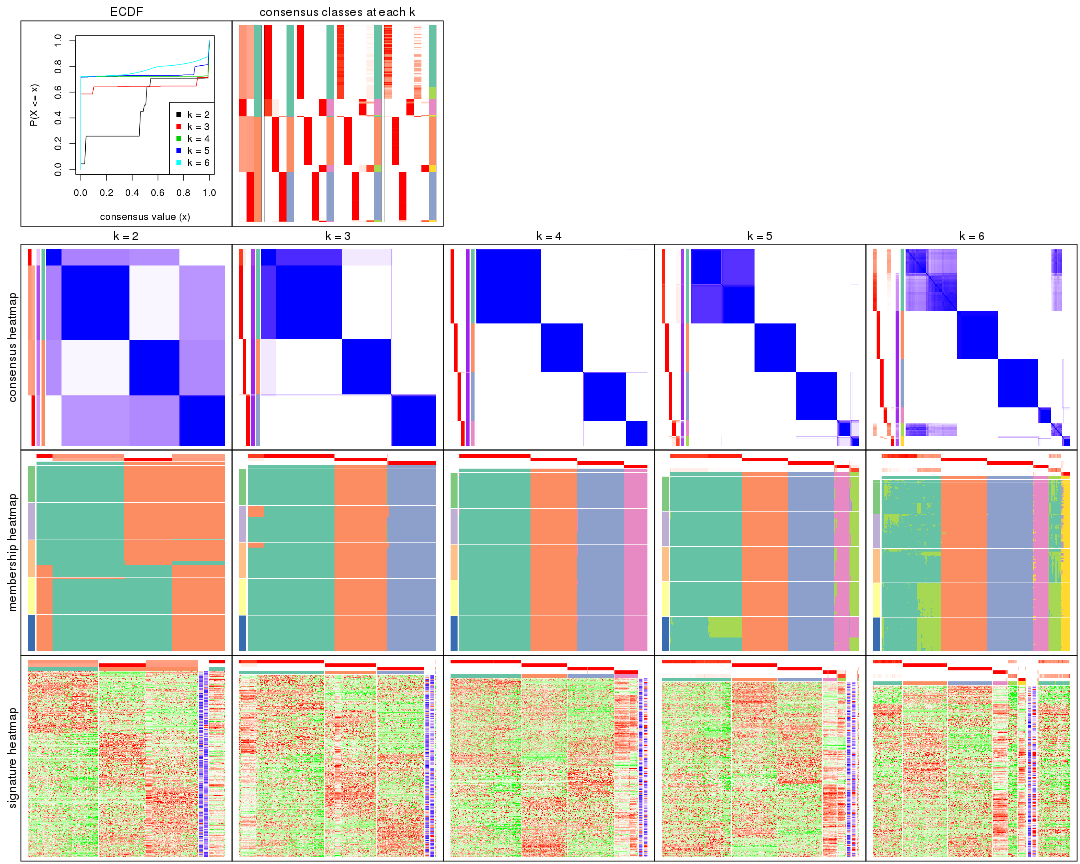 ECDF
consensus classes at each k
P(X <= x)
0.0 0.2 0.4 0.6 0.8 1.0
k = 2
k = 3
k = 4
k = 5
k = 6
0.0 0.2 0.4 0.6 0.8 1.0
consensus value (x)
k = 2 k = 3 k = 4 k = 5 k = 6
consensus heatmap
membership heatmap
signature heatmap